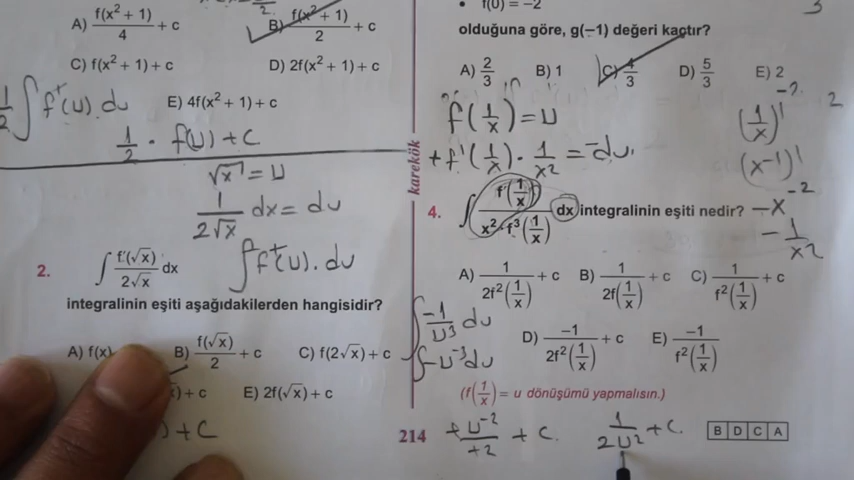 A) f(x² + 1)/4 + c
B) f(x² + 1)/2 + c
C) f(x² + 1) + c
D) 2f(x² + 1) + c
E) 4f(x² + 1) + c
1/2 ∫ f'(u). du
1/2 · f(u) + c
√x = u
1/(2√x) dx = du
2. ∫ f'(√x)/(2√x) dx
∫ f'(u). du
integralinin eşiti aşağıdakilerden hangisidir?
A) f(x)
B) f(√x)/2 + c
C) f(2√x) + c
+ c
E) 2f(√x) + c
+ c
karekök
• f(0) = −2
3
olduğuna göre, g(−1) değeri kaçtır?
A) 2/3 B) 1 C) 4/3 D) 5/3 E) 2
f(1/x) = u
+f'(1/x) · 1/x² = −du
(1/x)'
2
(x⁻¹)'
−x⁻²
−1/x²
4. ∫ f'(1/x)/(x² · f³(1/x)) dx integralinin eşiti nedir?
A) 1/(2f²(1/x)) + c B) 1/(2f(1/x)) + c C) 1/(f²(1/x)) + c
D) −1/(2f²(1/x)) + c E) −1/(f²(1/x))
∫ −1/u³ du
∫ −u⁻³ du
(f(1/x) = u dönüşümü yapmalısın.)
214
+u⁻²/+2 + c.
1/(2u²) + c.
B D C A